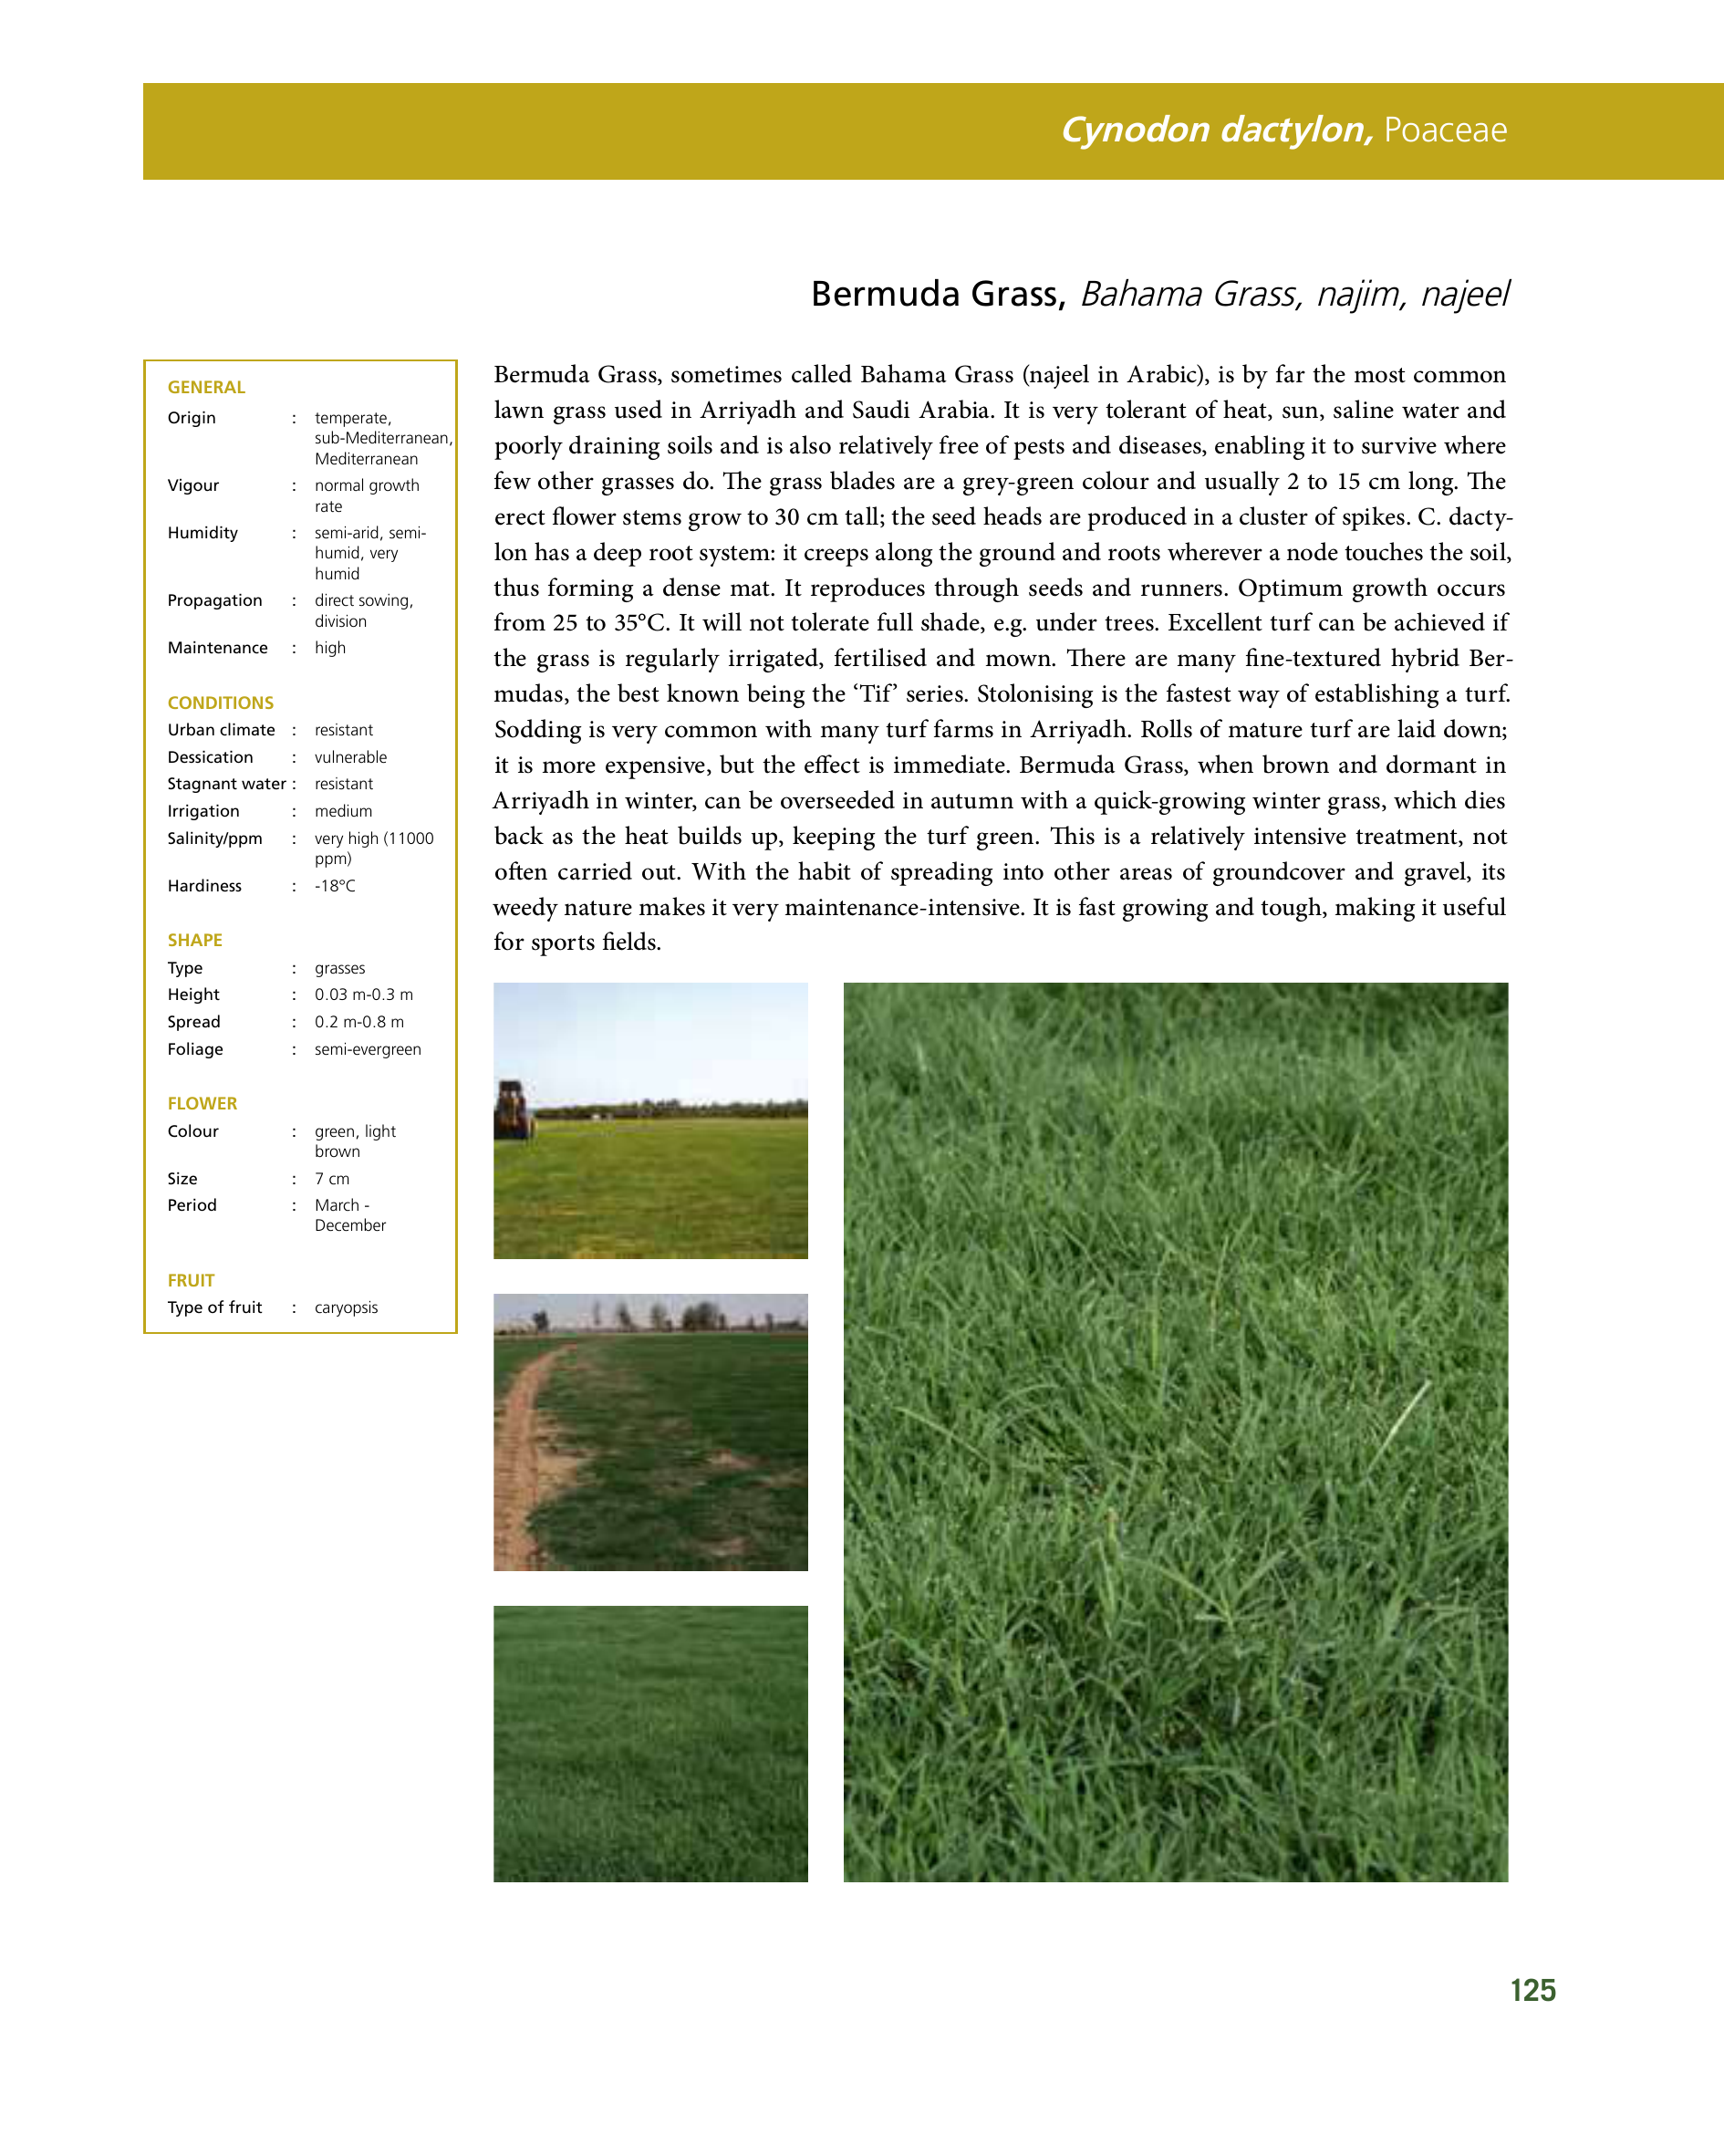 Cynodon dactylon, Poaceae
Bermuda Grass, Bahama Grass, najim, najeel
GENERAL
Origin : temperate,
sub-Mediterranean,
Mediterranean
Vigour : normal growth
rate
Humidity : semi-arid, semi-
humid, very
humid
Propagation : direct sowing,
division
Maintenance : high
CONDITIONS
Urban climate : resistant
Dessication : vulnerable
Stagnant water : resistant
Irrigation : medium
Salinity/ppm : very high (11000
ppm)
Hardiness : -18°C
SHAPE
Type : grasses
Height : 0.03 m-0.3 m
Spread : 0.2 m-0.8 m
Foliage : semi-evergreen
FLOWER
Colour : green, light
brown
Size : 7 cm
Period : March -
December
FRUIT
Type of fruit : caryopsis
Bermuda Grass, sometimes called Bahama Grass (najeel in Arabic), is by far the most common
lawn grass used in Arriyadh and Saudi Arabia. It is very tolerant of heat, sun, saline water and
poorly draining soils and is also relatively free of pests and diseases, enabling it to survive where
few other grasses do. The grass blades are a grey-green colour and usually 2 to 15 cm long. The
erect flower stems grow to 30 cm tall; the seed heads are produced in a cluster of spikes. C. dacty-
lon has a deep root system: it creeps along the ground and roots wherever a node touches the soil,
thus forming a dense mat. It reproduces through seeds and runners. Optimum growth occurs
from 25 to 35°C. It will not tolerate full shade, e.g. under trees. Excellent turf can be achieved if
the grass is regularly irrigated, fertilised and mown. There are many fine-textured hybrid Ber-
mudas, the best known being the ‘Tif’ series. Stolonising is the fastest way of establishing a turf.
Sodding is very common with many turf farms in Arriyadh. Rolls of mature turf are laid down;
it is more expensive, but the effect is immediate. Bermuda Grass, when brown and dormant in
Arriyadh in winter, can be overseeded in autumn with a quick-growing winter grass, which dies
back as the heat builds up, keeping the turf green. This is a relatively intensive treatment, not
often carried out. With the habit of spreading into other areas of groundcover and gravel, its
weedy nature makes it very maintenance-intensive. It is fast growing and tough, making it useful
for sports fields.
125